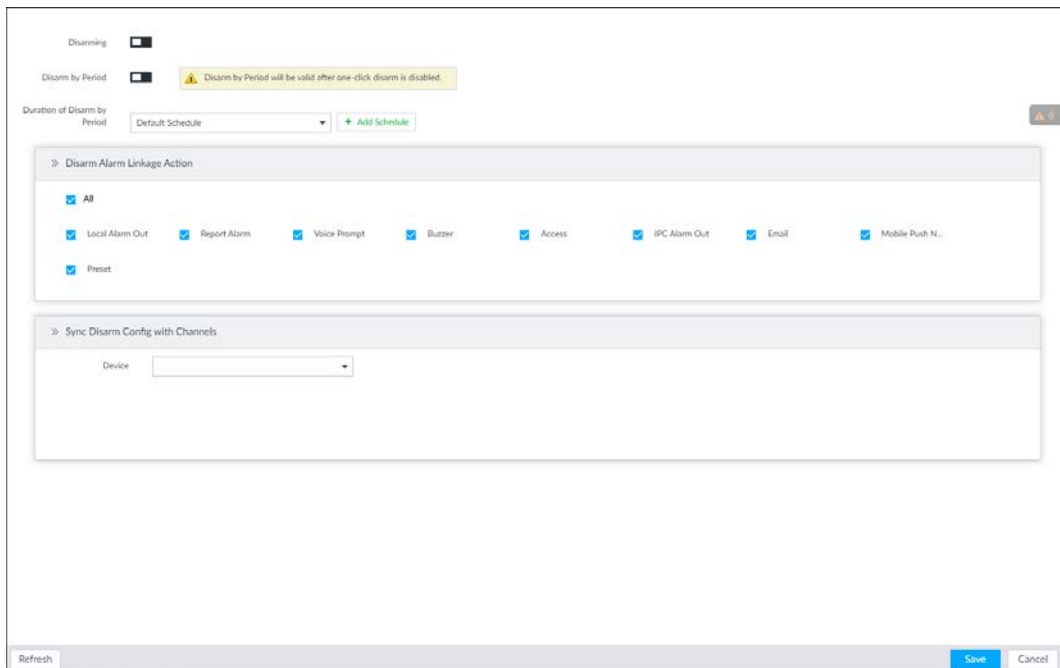 Disarming
Disarm by Period Disarm by Period will be valid after one-click disarm is disabled.
Duration of Disarm by
Period Default Schedule + Add Schedule
Disarm Alarm Linkage Action
All
Local Alarm Out Report Alarm Voice Prompt Buzzer Access IPC Alarm Out Email Mobile Push N...
Preset
Sync Disarm Config with Channels
Device
Refresh Save Cancel